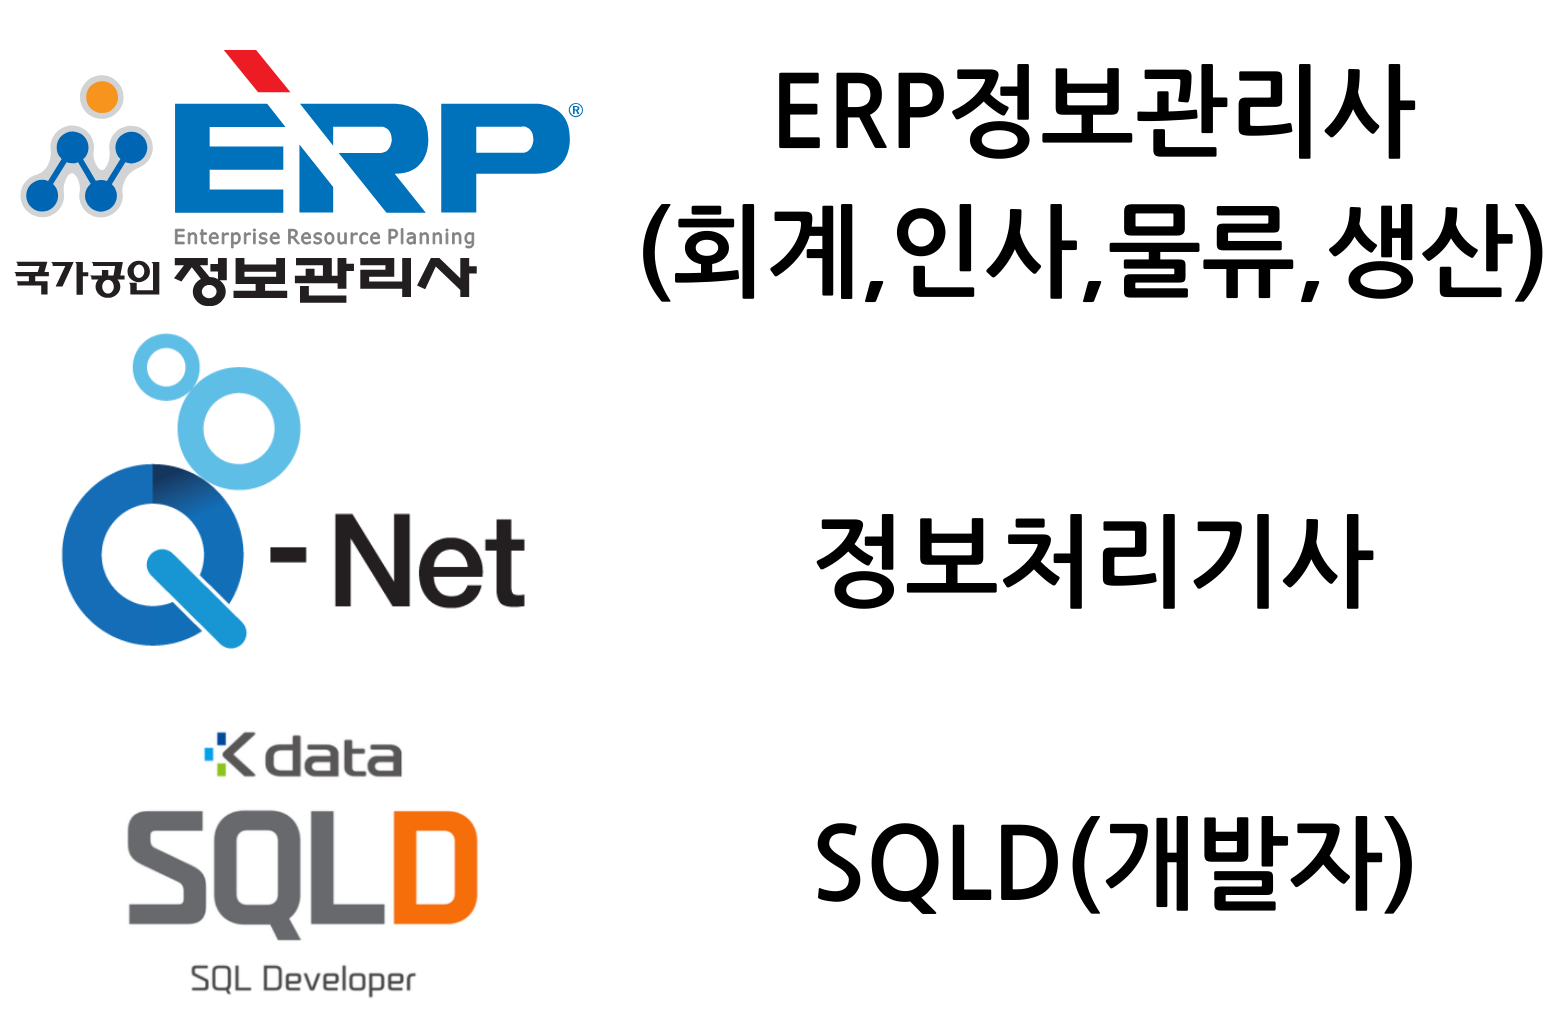 ERP®
Enterprise Resource Planning
국가공인 정보관리사
ERP정보관리사
(회계,인사,물류,생산)
Q-Net
정보처리기사
K data
SQLD
SQL Developer
SQLD(개발자)